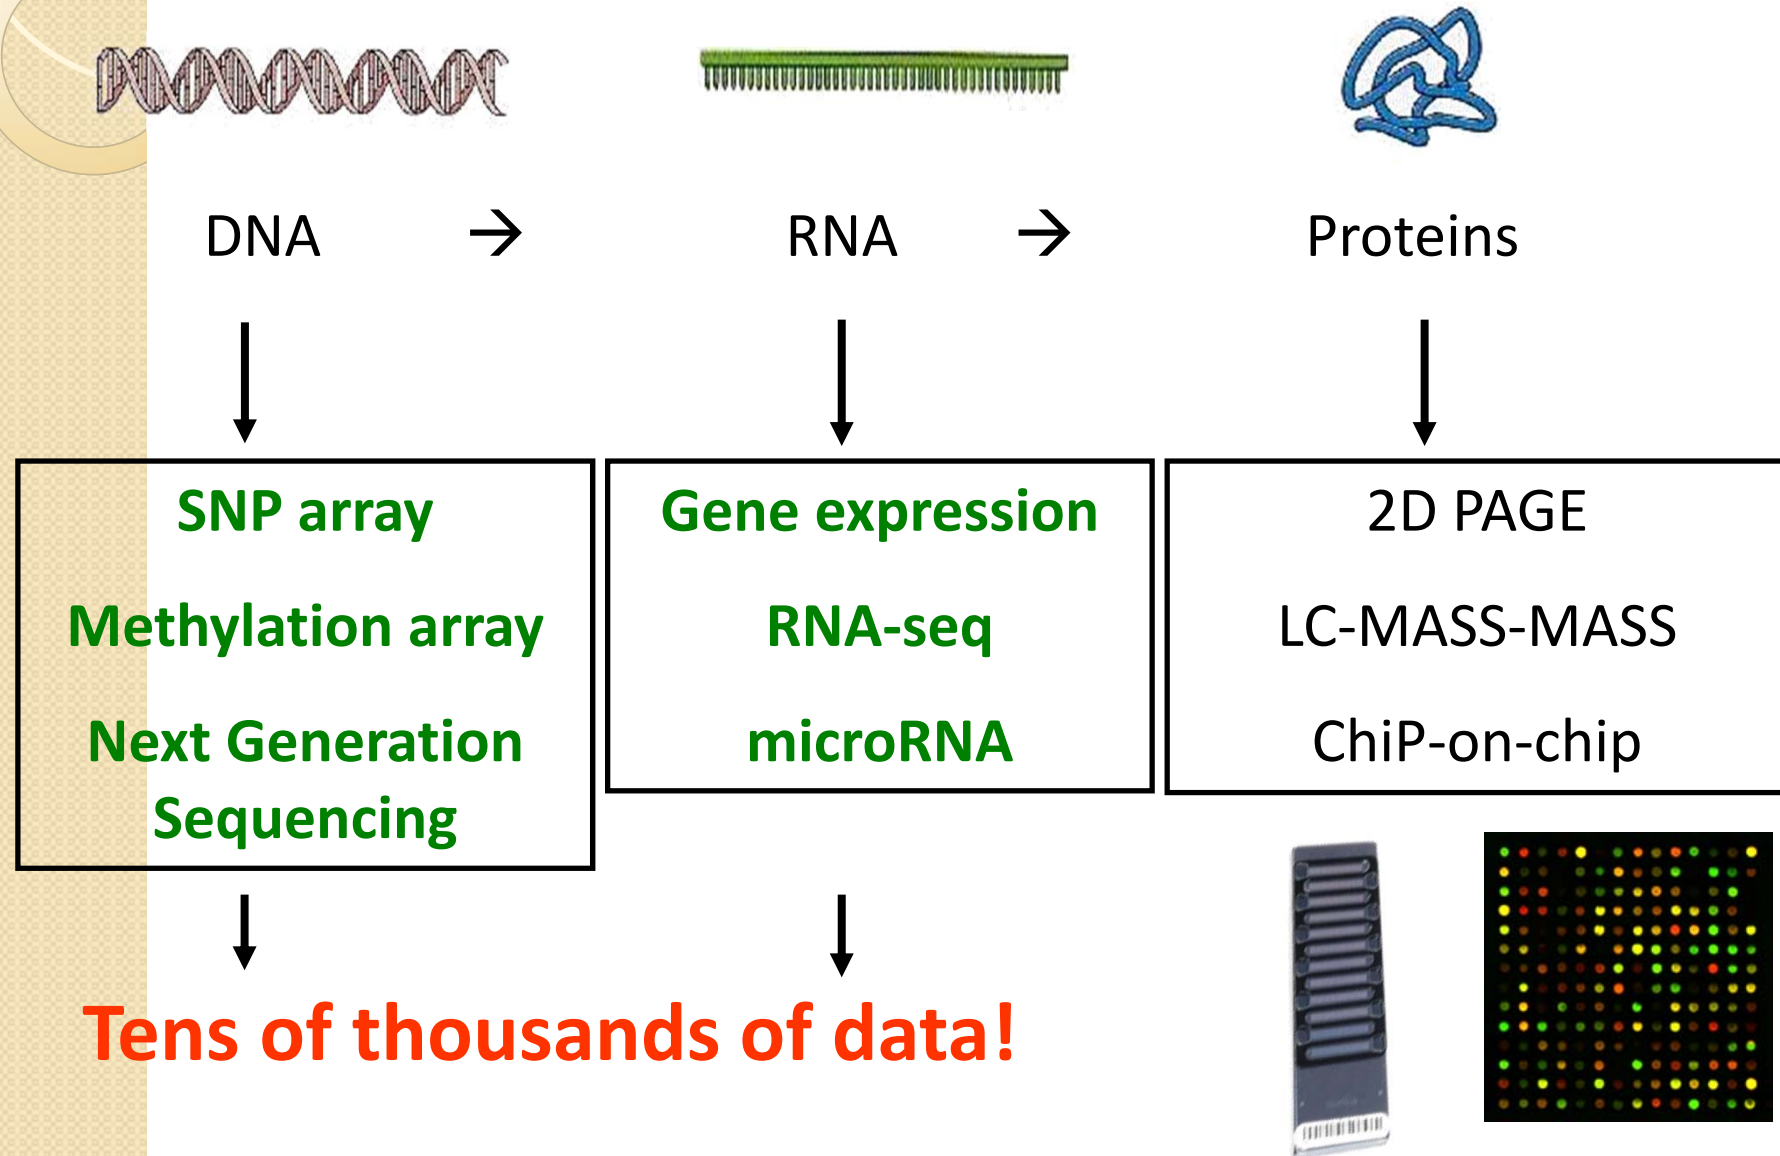 DNA → RNA → Proteins
SNP array
Methylation array
Next Generation
Sequencing
Gene expression
RNA-seq
microRNA
2D PAGE
LC-MASS-MASS
ChiP-on-chip
Tens of thousands of data!